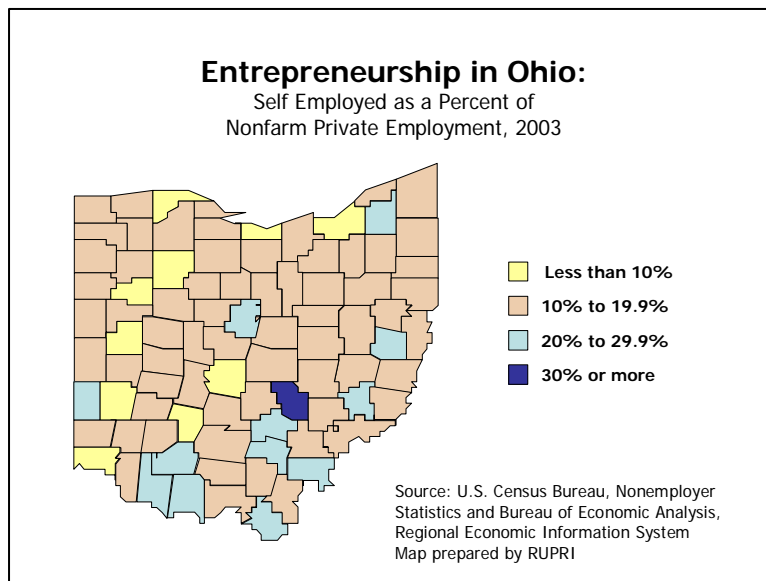 Entrepreneurship in Ohio:
Self Employed as a Percent of
Nonfarm Private Employment, 2003
Less than 10%
10% to 19.9%
20% to 29.9%
30% or more
Source: U.S. Census Bureau, Nonemployer
Statistics and Bureau of Economic Analysis,
Regional Economic Information System
Map prepared by RUPRI